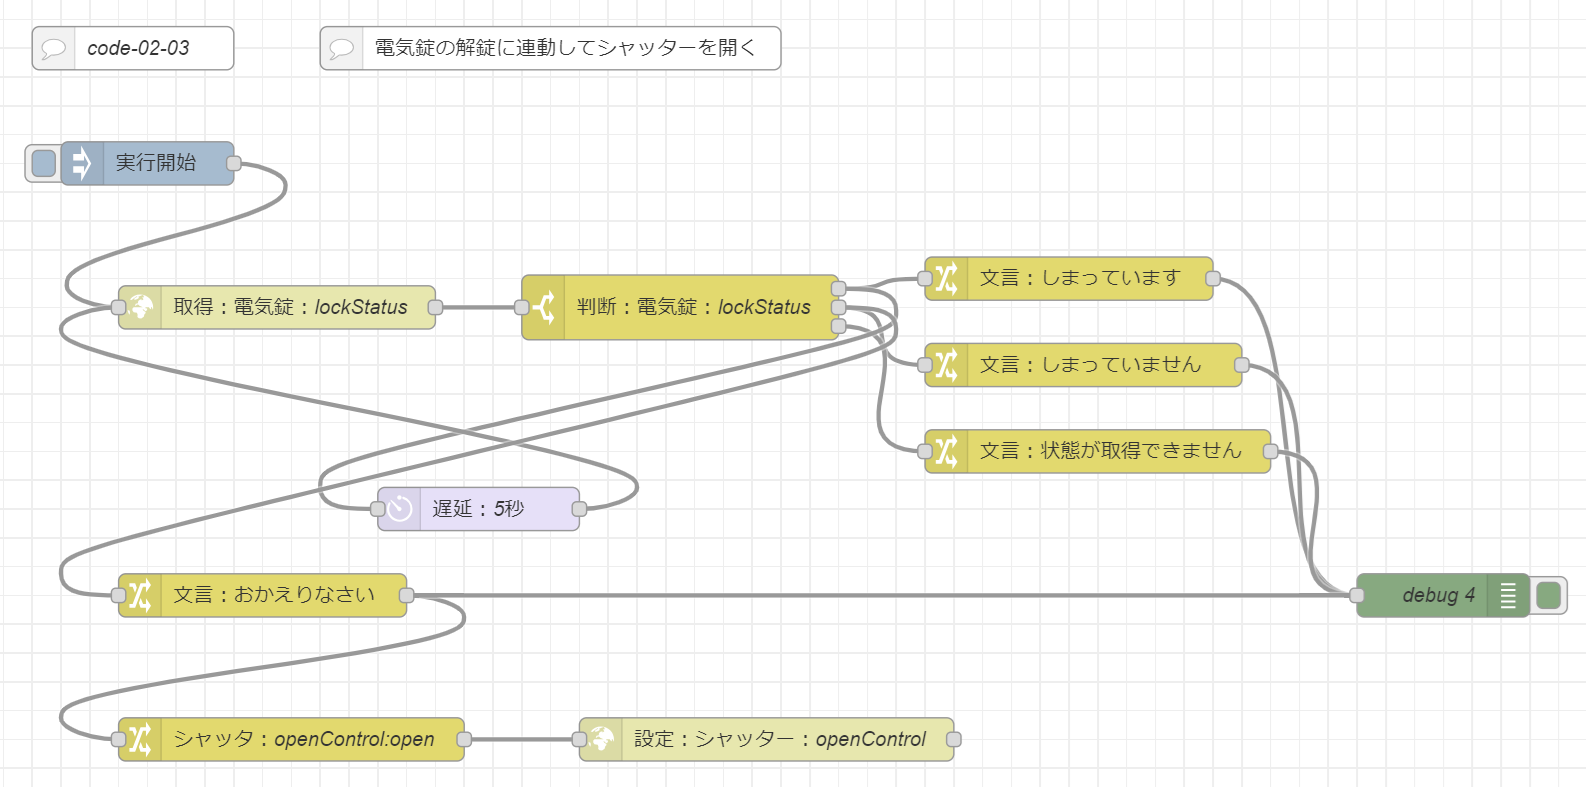 code-02-03
電気錠の解錠に連動してシャッターを開く
実行開始
取得：電気錠：lockStatus
判断：電気錠：lockStatus
文言：しまっています
文言：しまっていません
文言：状態が取得できません
遅延：5秒
文言：おかえりなさい
debug 4
シャッタ：openControl:open
設定：シャッター：openControl